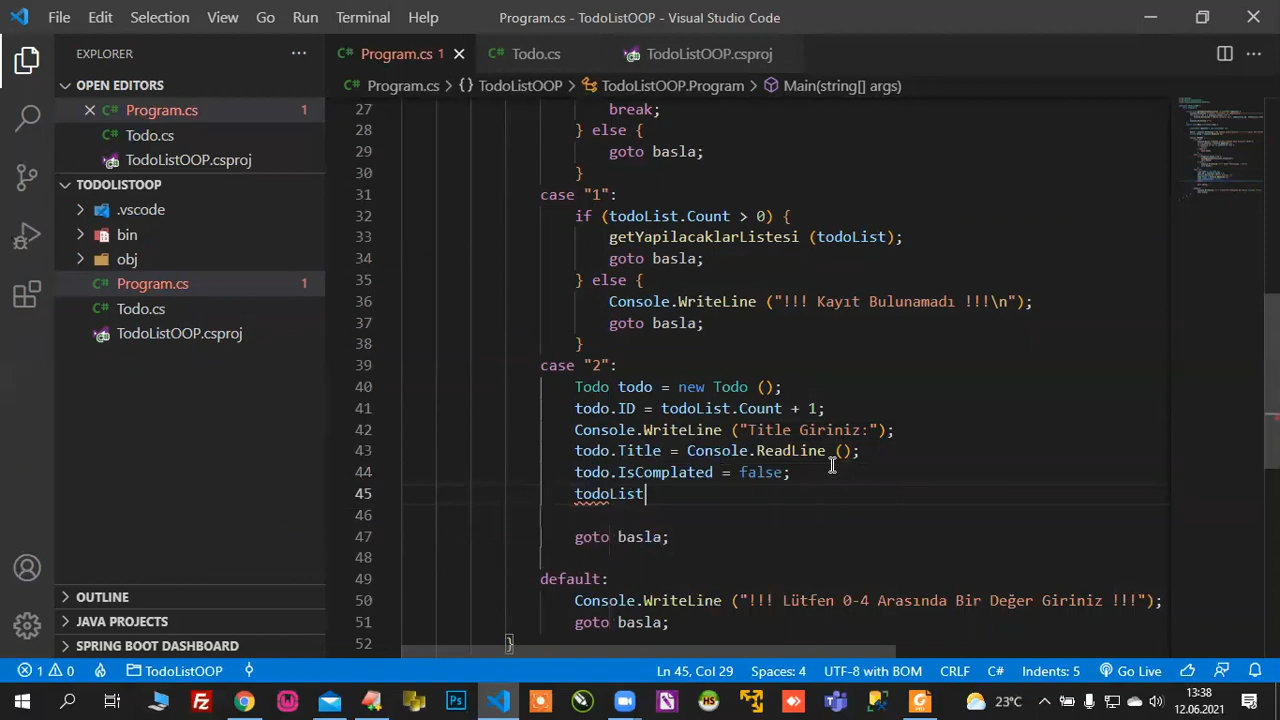 File Edit Selection View Go Run Terminal Help Program.cs - TodoListOOP - Visual Studio Code
EXPLORER
Program.cs 1 Todo.cs TodoListOOP.csproj
OPEN EDITORS
Program.cs > TodoListOOP > TodoListOOP.Program > Main(string[] args)
Program.cs 1
Todo.cs
TodoListOOP.csproj
TODOLISTOOP
.vscode
bin
obj
Program.cs 1
Todo.cs
TodoListOOP.csproj
OUTLINE
JAVA PROJECTS
SPRING BOOT DASHBOARD
27 break;
28 } else {
29 goto basla;
30 }
31 case "1":
32 if (todoList.Count > 0) {
33 getYapilacaklarListesi (todoList);
34 goto basla;
35 } else {
36 Console.WriteLine ("!!! Kayıt Bulunamadı !!!\n");
37 goto basla;
38 }
39 case "2":
40 Todo todo = new Todo ();
41 todo.ID = todoList.Count + 1;
42 Console.WriteLine ("Title Giriniz:");
43 todo.Title = Console.ReadLine ();
44 todo.IsComplated = false;
45 todoList
46
47 goto basla;
48
49 default:
50 Console.WriteLine ("!!! Lütfen 0-4 Arasında Bir Değer Giriniz !!!");
51 goto basla;
52 }
1 0 TodoListOOP Ln 45, Col 29 Spaces: 4 UTF-8 with BOM CRLF C# Indents: 5 Go Live
23°C 13:38
12.06.2021